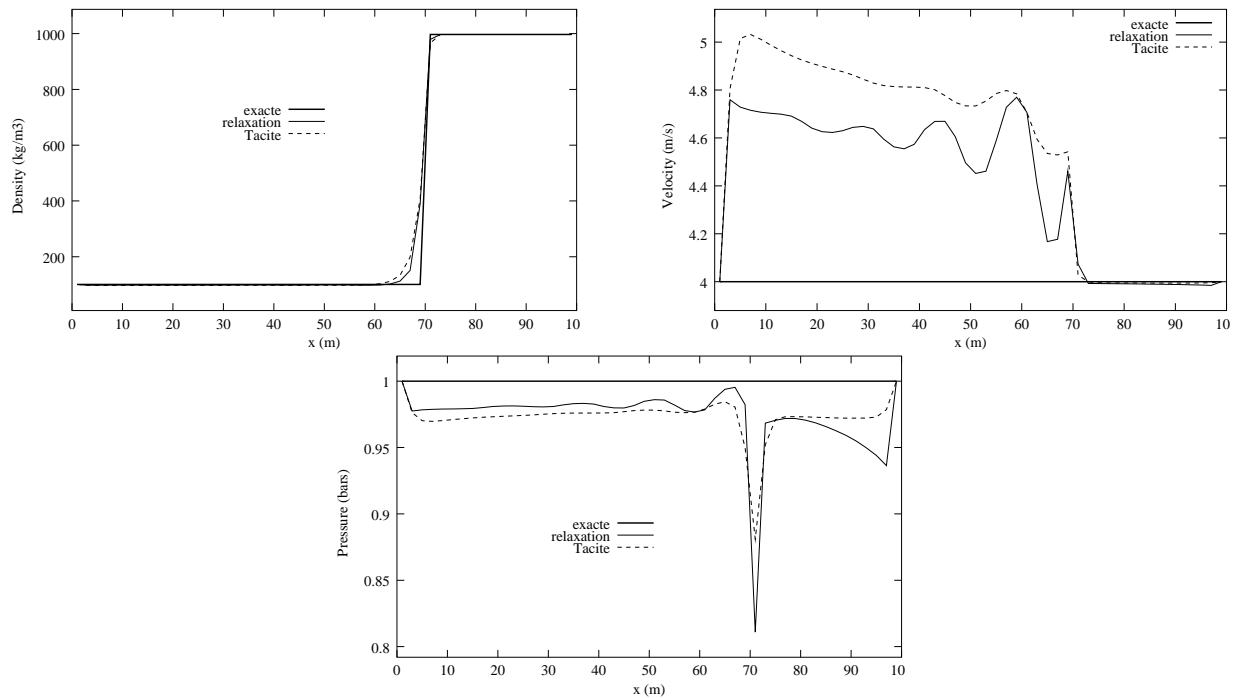 1000
800
600
400
200
Density (kg/m3)
exacte
relaxation
Tacite
0 10 20 30 40 50 60 70 80 90 10
x (m)
5
4.8
4.6
4.4
4.2
4
Velocity (m/s)
exacte
relaxation
Tacite
0 10 20 30 40 50 60 70 80 90 10
x (m)
1
0.95
0.9
0.85
0.8
Pressure (bars)
exacte
relaxation
Tacite
0 10 20 30 40 50 60 70 80 90 10
x (m)